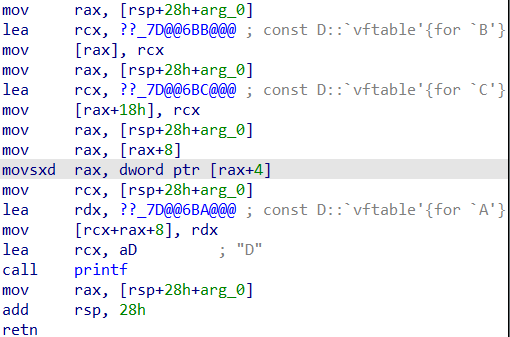 mov rax, [rsp+28h+arg_0]
lea rcx, ??_7D@@6BB@@@ ; const D::`vftable'{for `B'}
mov [rax], rcx
mov rax, [rsp+28h+arg_0]
lea rcx, ??_7D@@6BC@@@ ; const D::`vftable'{for `C'}
mov [rax+18h], rcx
mov rax, [rsp+28h+arg_0]
mov rax, [rax+8]
movsxd rax, dword ptr [rax+4]
mov rcx, [rsp+28h+arg_0]
lea rdx, ??_7D@@6BA@@@ ; const D::`vftable'{for `A'}
mov [rcx+rax+8], rdx
lea rcx, aD ; "D"
call printf
mov rax, [rsp+28h+arg_0]
add rsp, 28h
retn